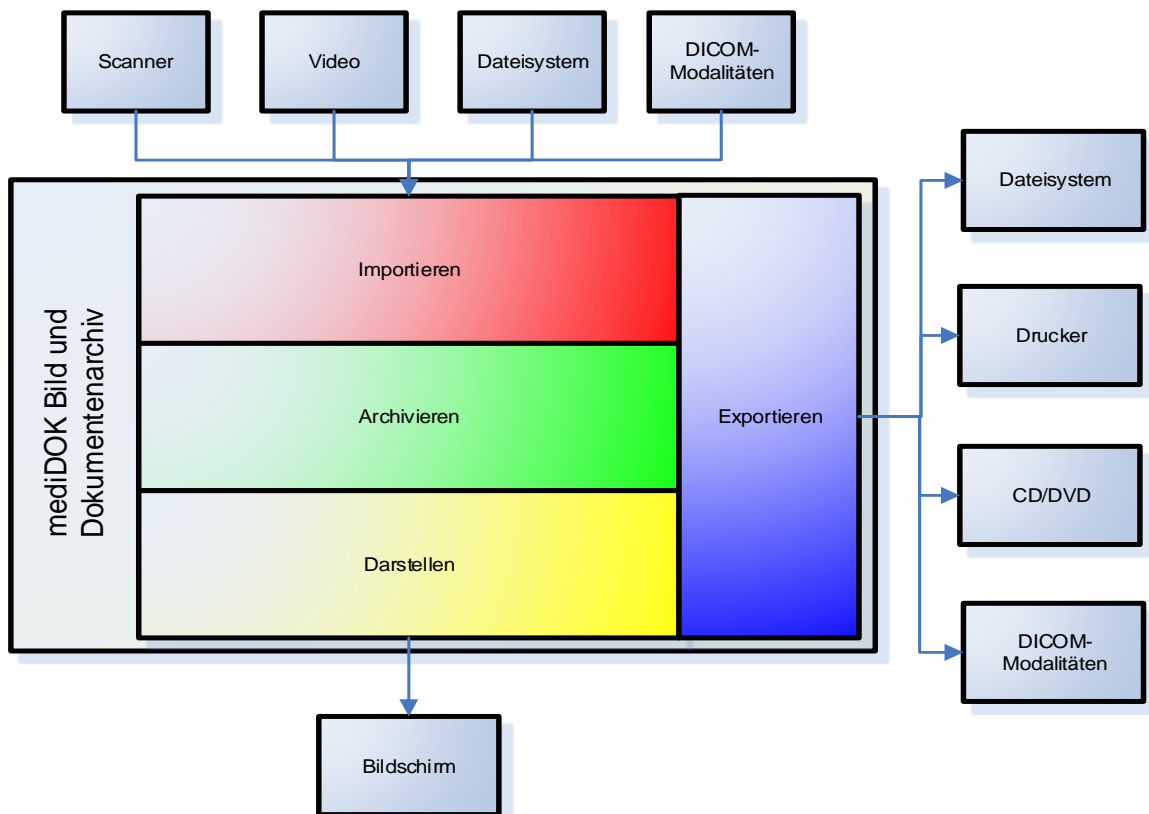 Scanner
Video
Dateisystem
DICOM-
Modalitäten
mediDOK Bild und
Dokumentenarchiv
Importieren
Archivieren
Darstellen
Exportieren
Dateisystem
Drucker
CD/DVD
DICOM-
Modalitäten
Bildschirm